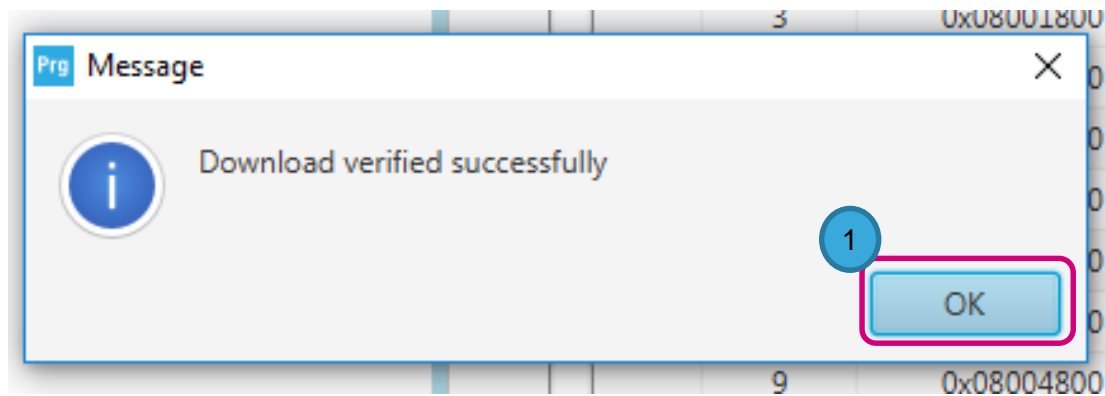 3 0x08001800
Prg Message
Download verified successfully
1
OK
9 0x08004800